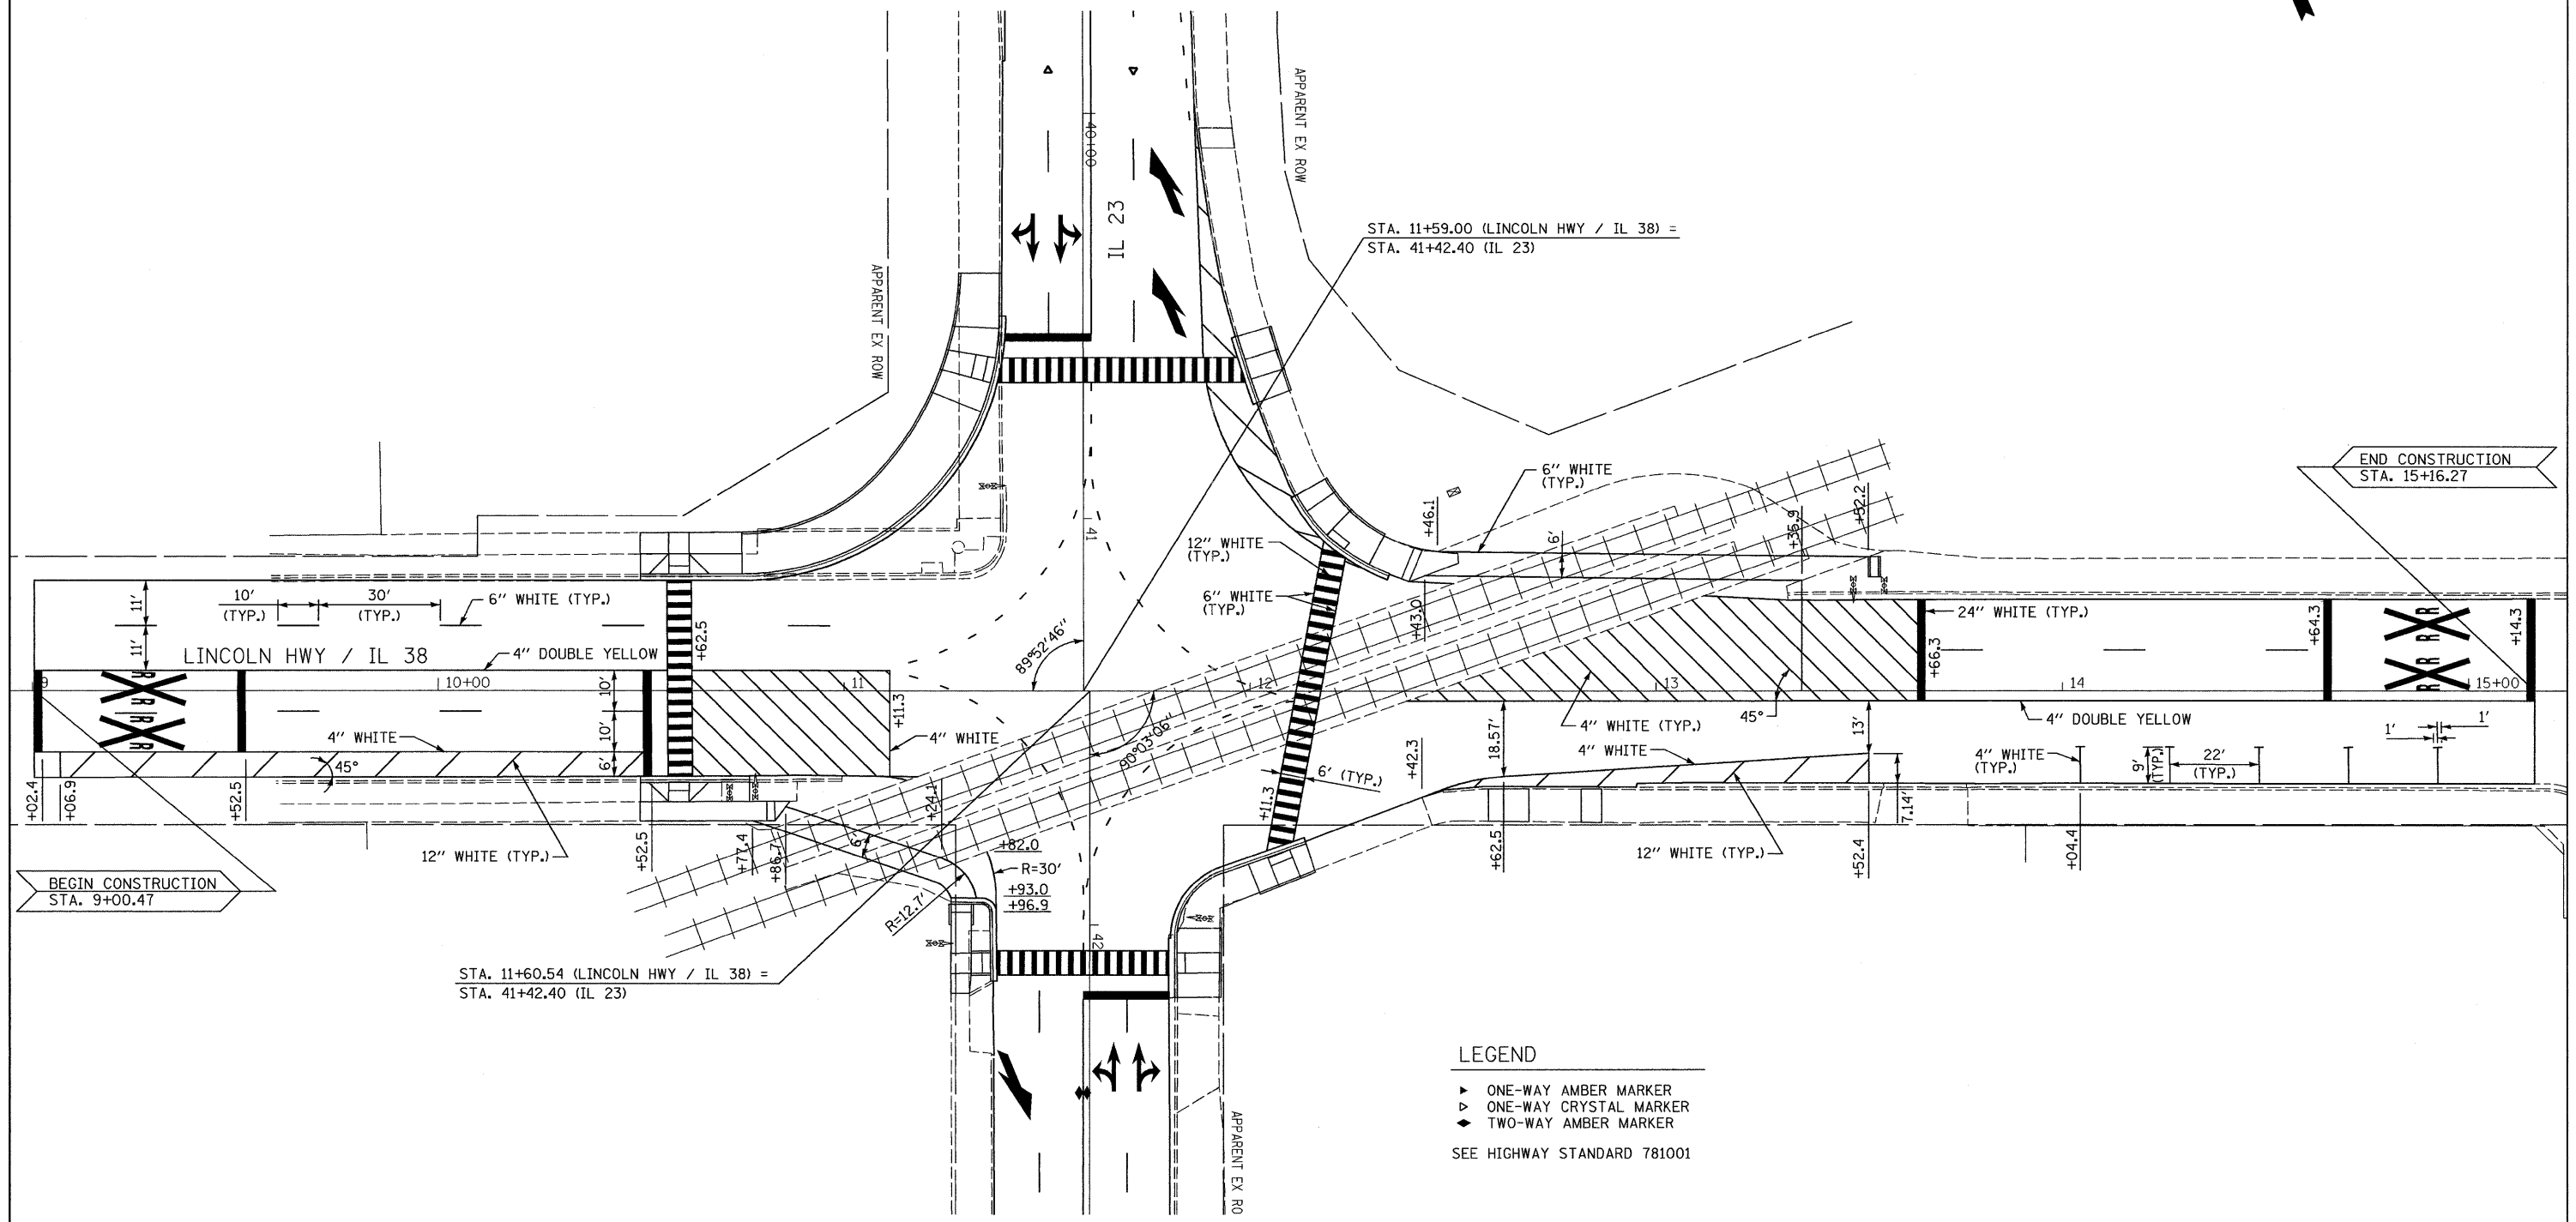 APPARENT EX ROW
40+00
IL 23
STA. 11+59.00 (LINCOLN HWY / IL 38) =
STA. 41+42.40 (IL 23)
APPARENT EX ROW
END CONSTRUCTION
STA. 15+16.27
6" WHITE
(TYP.)
+46.1
+35.9
+52.2
41
12" WHITE
(TYP.)
6'
11'
10'
(TYP.)
30'
(TYP.)
6" WHITE (TYP.)
6" WHITE
(TYP.)
+43.0
24" WHITE (TYP.)
+64.3
R R
+14.3
11'
+62.5
89°52'46"
+66.3
LINCOLN HWY / IL 38
4" DOUBLE YELLOW
R R
9
R R
10+00
10'
11
12
13
14
15+00
+11.3
10'
R R
4" WHITE
6'
45°
4" WHITE
90°03'06"
18.57'
4" WHITE (TYP.)
45°
4" WHITE
13'
4" DOUBLE YELLOW
1'
1'
4" WHITE
(TYP.)
9'
(TYP.)
22'
(TYP.)
+42.3
6' (TYP.)
+11.3
7.14'
+02.4
+06.9
+52.5
+52.5
+77.4
+86.7
6'
+24.1
+82.0
R=30'
+93.0
+96.9
R=12.7'
+62.5
12" WHITE (TYP.)
+52.4
+04.4
12" WHITE (TYP.)
BEGIN CONSTRUCTION
STA. 9+00.47
42
STA. 11+60.54 (LINCOLN HWY / IL 38) =
STA. 41+42.40 (IL 23)
LEGEND
ONE-WAY AMBER MARKER
ONE-WAY CRYSTAL MARKER
TWO-WAY AMBER MARKER
SEE HIGHWAY STANDARD 781001
APPARENT EX RO